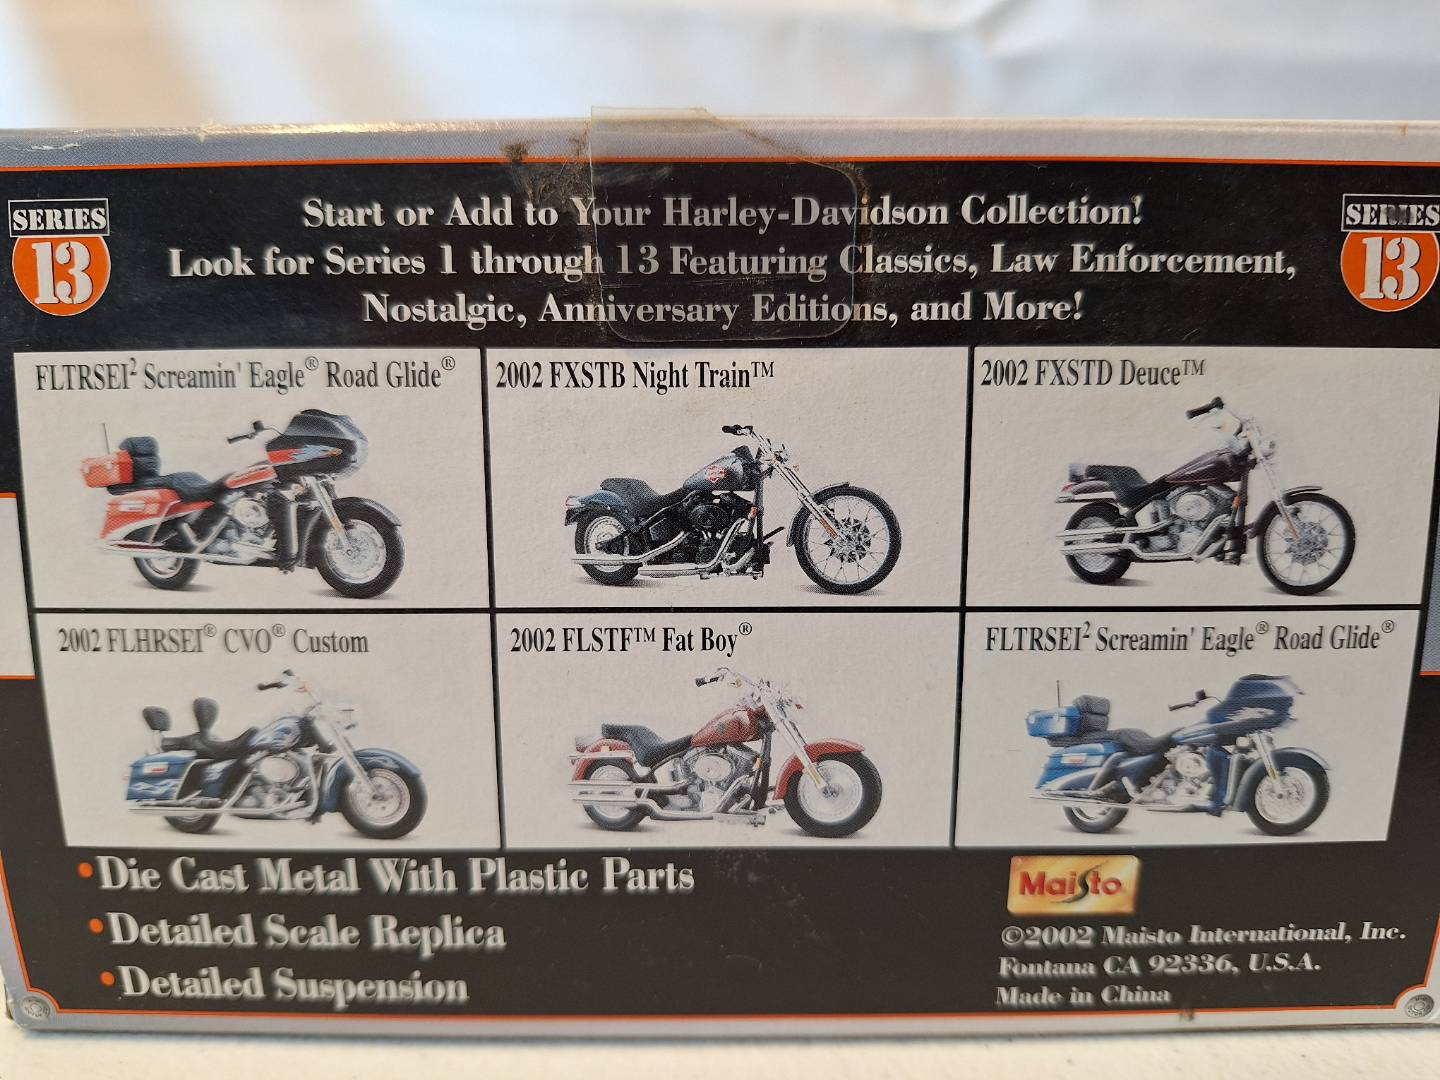 SERIES
13
Start or Add to Your Harley-Davidson Collection!
Look for Series 1 through 13 Featuring Classics, Law Enforcement,
Nostalgic, Anniversary Editions, and More!
SERIES
13
FLTRSEI² Screamin' Eagle® Road Glide®
2002 FXSTB Night Train™
2002 FXSTD Deuce™
2002 FLHRSEI® CVO® Custom
2002 FLSTF™ Fat Boy®
FLTRSEI² Screamin' Eagle® Road Glide®
•Die Cast Metal With Plastic Parts
•Detailed Scale Replica
•Detailed Suspension
Maisto
©2002 Maisto International, Inc.
Fontana CA 92336, U.S.A.
Made in China